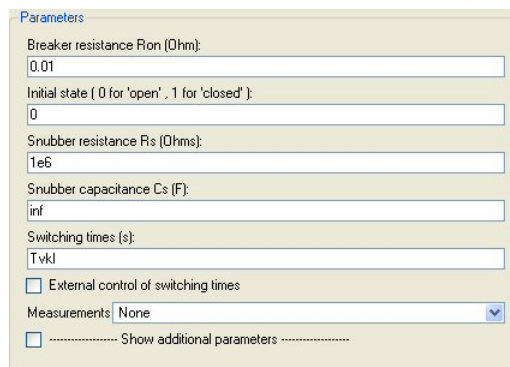 Parameters
Breaker resistance Ron (Ohm):
0.01
Initial state ( 0 for 'open' , 1 for 'closed' ):
0
Snubber resistance Rs (Ohms):
1e6
Snubber capacitance Cs (F):
inf
Switching times (s):
Tvkl
External control of switching times
Measurements None
------------------ Show additional parameters ------------------